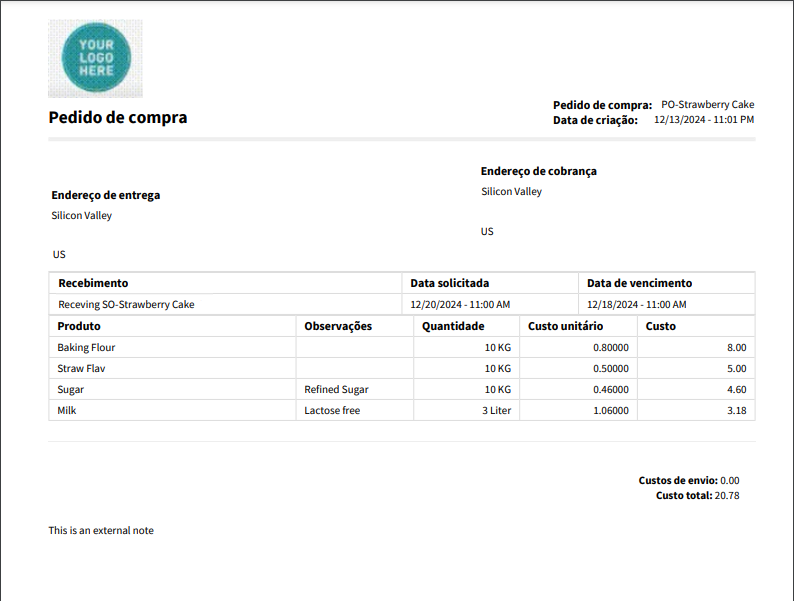 YOUR
LOGO
HERE
Pedido de compra
Pedido de compra: PO-Strawberry Cake
Data de criação: 12/13/2024 - 11:01 PM
Endereço de cobrança
Silicon Valley
US
Endereço de entrega
Silicon Valley
US
Recebimento Data solicitada Data de vencimento
Receving SO-Strawberry Cake 12/20/2024 - 11:00 AM 12/18/2024 - 11:00 AM
Produto Observações Quantidade Custo unitário Custo
Baking Flour 10 KG 0.80000 8.00
Straw Flav 10 KG 0.50000 5.00
Sugar Refined Sugar 10 KG 0.46000 4.60
Milk Lactose free 3 Liter 1.06000 3.18
Custos de envio: 0.00
Custo total: 20.78
This is an external note